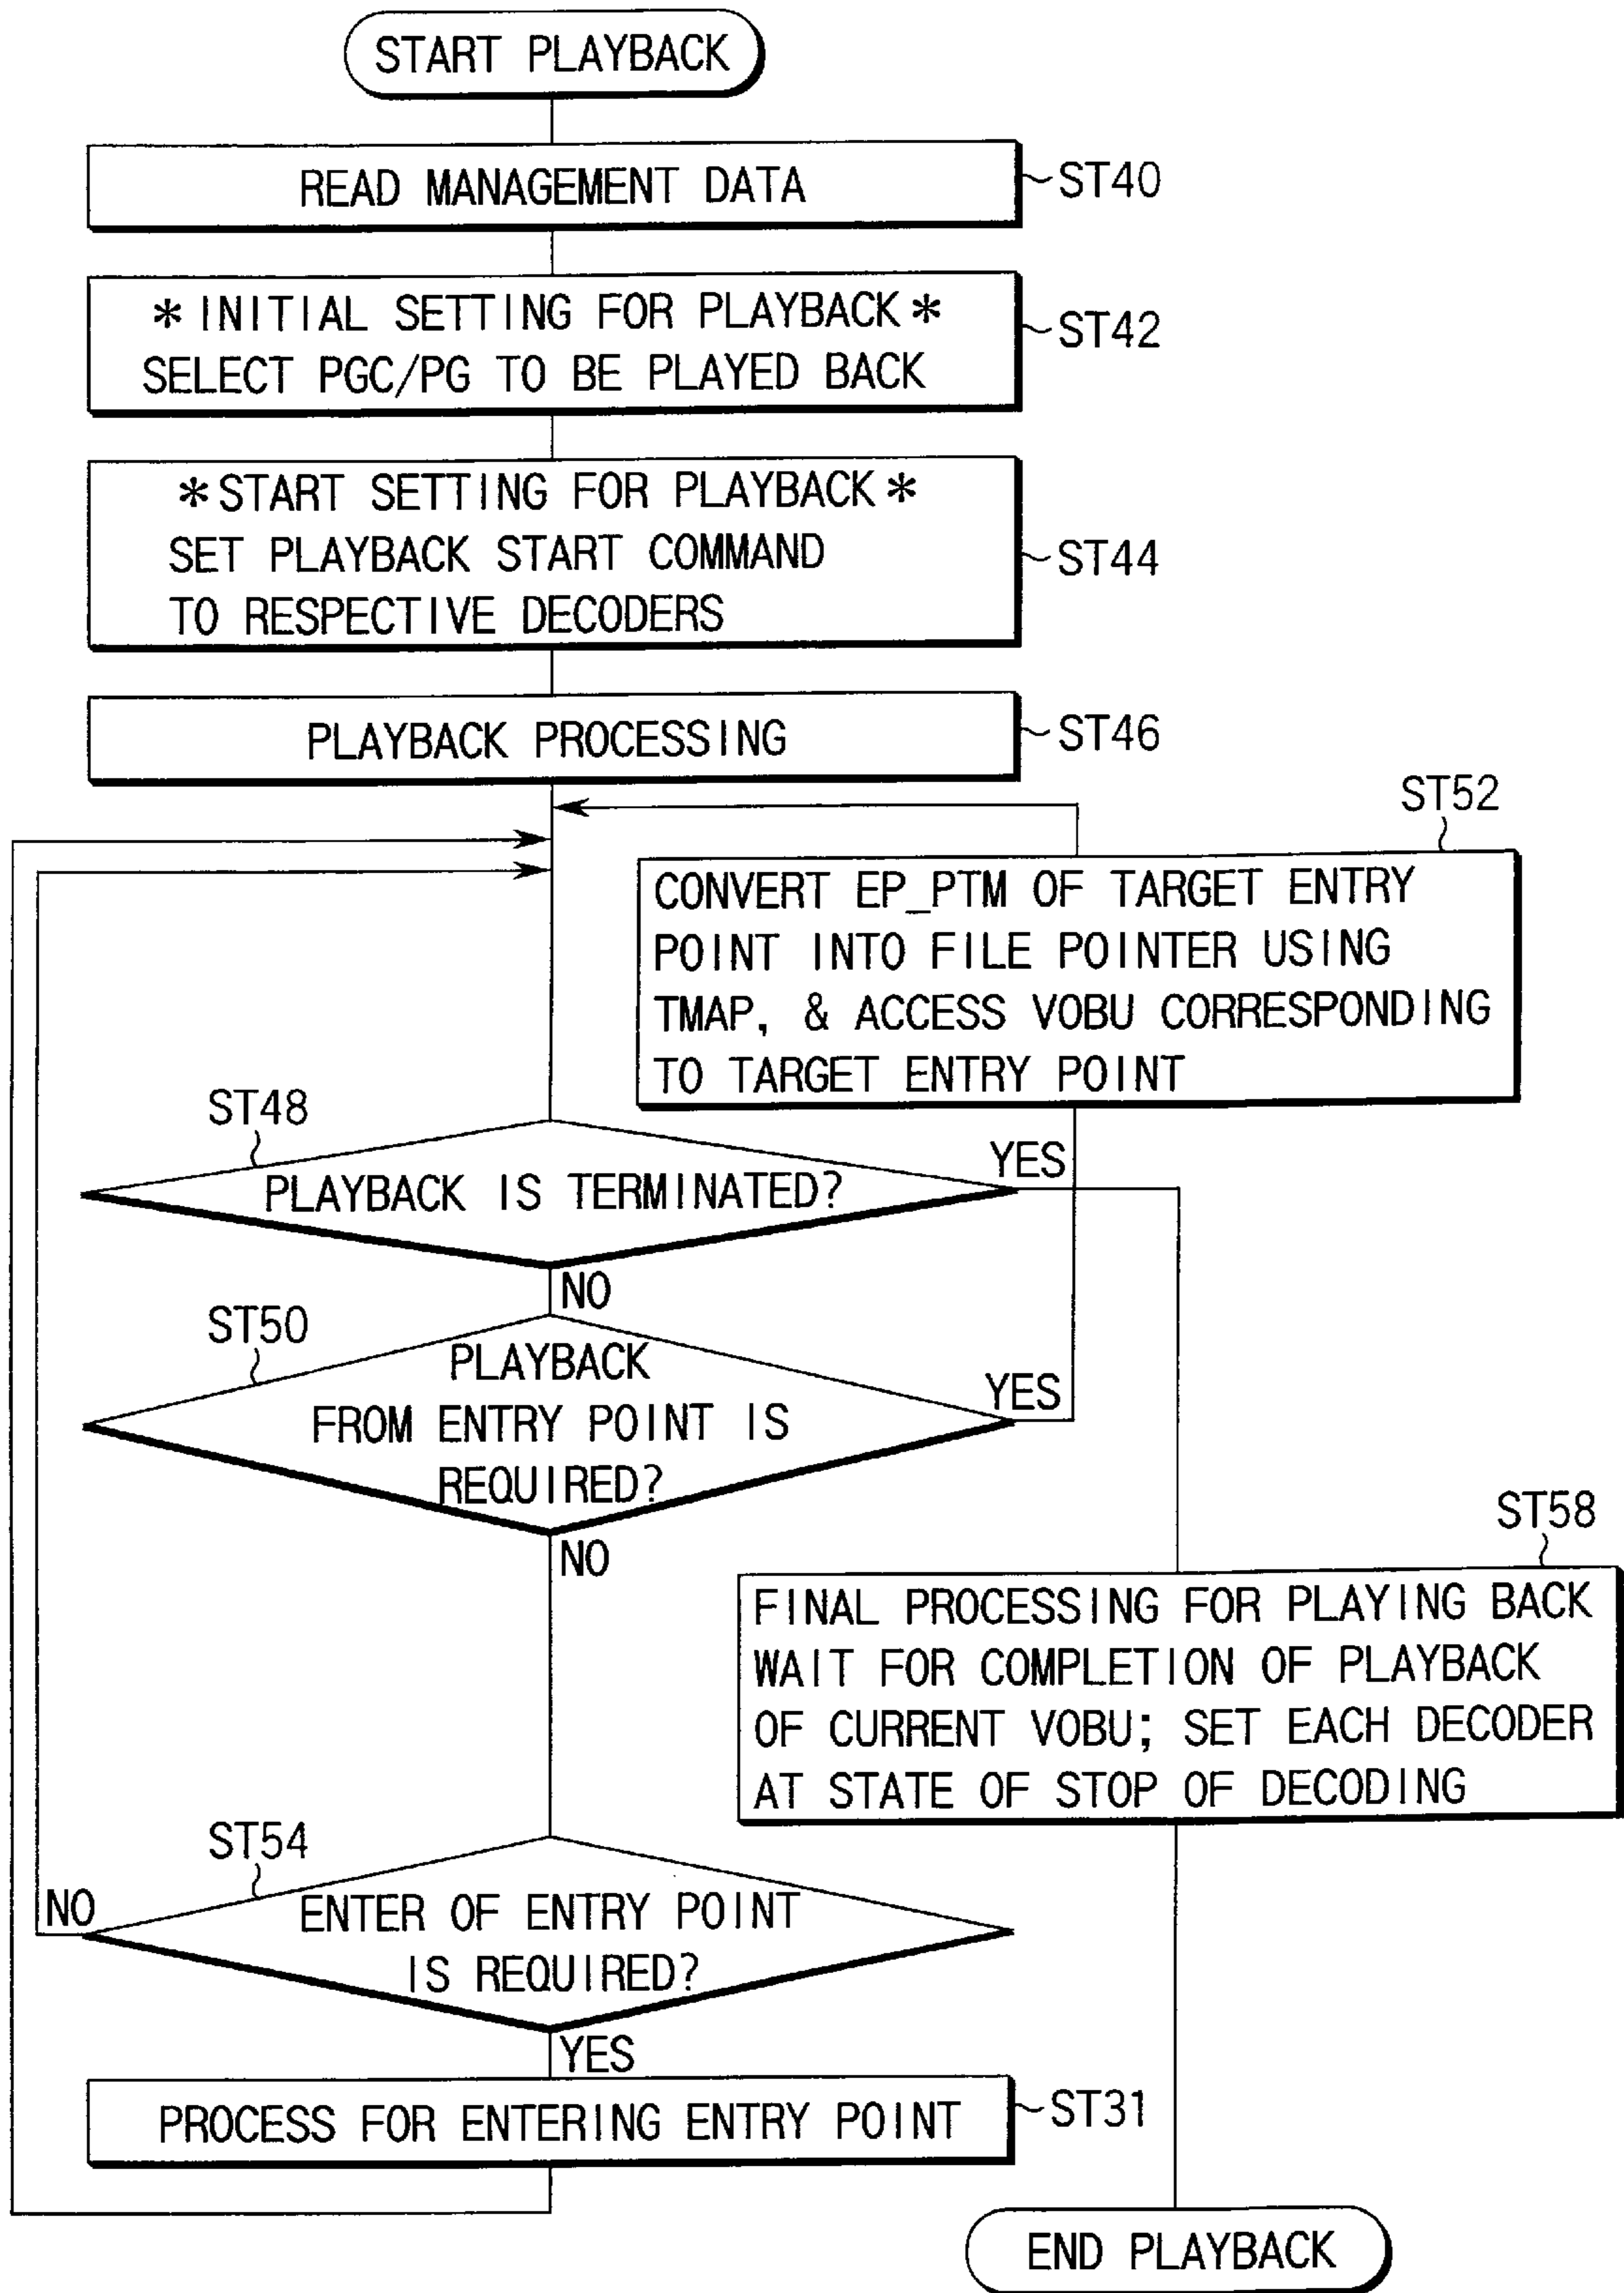 START PLAYBACK
READ MANAGEMENT DATA
ST40
* INITIAL SETTING FOR PLAYBACK *
SELECT PGC/PG TO BE PLAYED BACK
ST42
* START SETTING FOR PLAYBACK *
SET PLAYBACK START COMMAND
TO RESPECTIVE DECODERS
ST44
PLAYBACK PROCESSING
ST46
ST52
CONVERT EP_PTM OF TARGET ENTRY
POINT INTO FILE POINTER USING
TMAP, & ACCESS VOBU CORRESPONDING
TO TARGET ENTRY POINT
ST48
PLAYBACK IS TERMINATED?
YES
NO
ST50
PLAYBACK
FROM ENTRY POINT IS
REQUIRED?
YES
NO
ST58
FINAL PROCESSING FOR PLAYING BACK
WAIT FOR COMPLETION OF PLAYBACK
OF CURRENT VOBU; SET EACH DECODER
AT STATE OF STOP OF DECODING
ST54
NO
ENTER OF ENTRY POINT
IS REQUIRED?
YES
PROCESS FOR ENTERING ENTRY POINT
ST31
END PLAYBACK